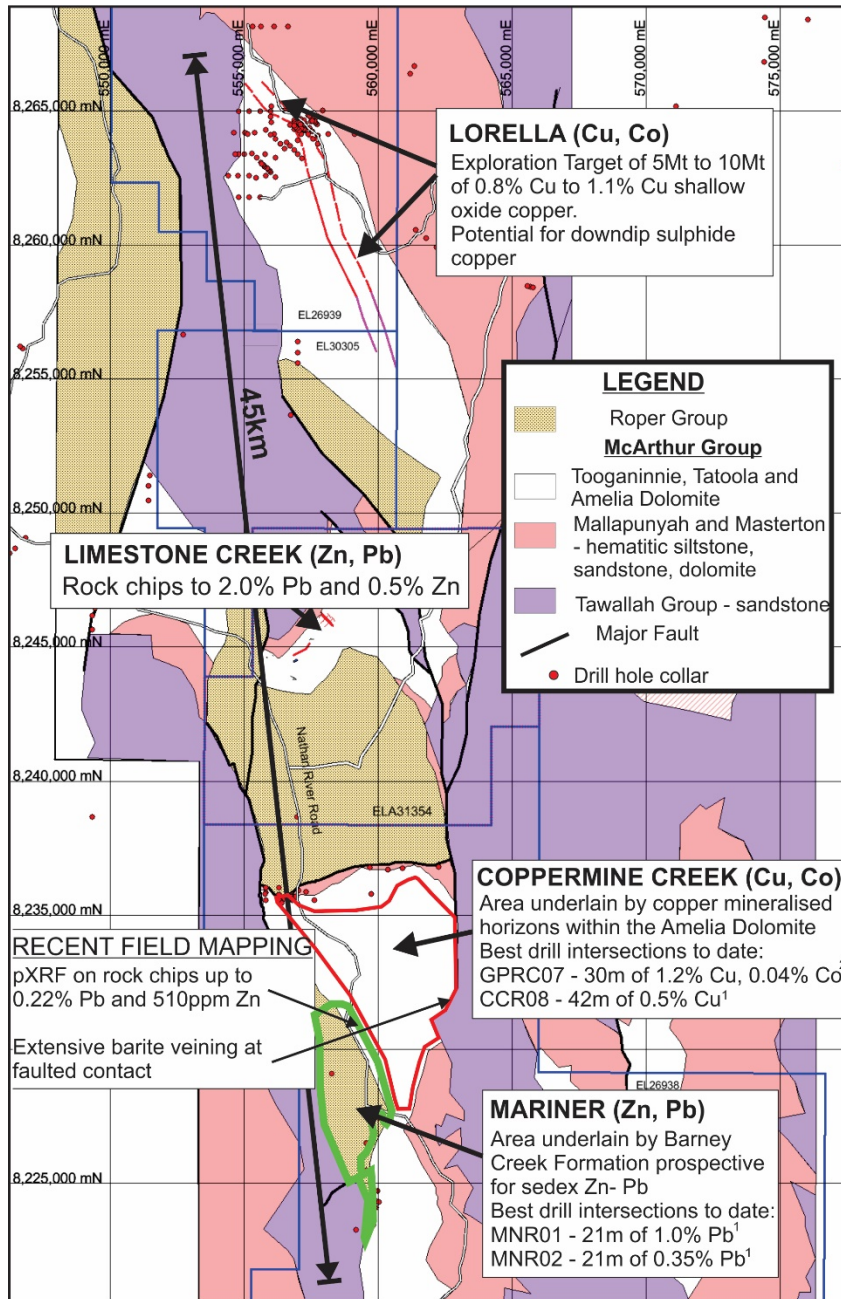 550,000 mE
555,000 mE
560,000 mE
565,000 mE
570,000 mE
575,000 mE
8,265,000 mN
LORELLA (Cu, Co)
Exploration Target of 5Mt to 10Mt
of 0.8% Cu to 1.1% Cu shallow
oxide copper.
Potential for downdip sulphide
copper
8,260,000 mN
EL26939
EL30305
8,255,000 mN
45km
LEGEND
Roper Group
McArthur Group
Tooganinnie, Tatoola and
Amelia Dolomite
Mallapunyah and Masterton
- hematitic siltstone,
sandstone, dolomite
Tawallah Group - sandstone
Major Fault
Drill hole collar
8,250,000 mN
LIMESTONE CREEK (Zn, Pb)
Rock chips to 2.0% Pb and 0.5% Zn
8,245,000 mN
Nathan River Road
8,240,000 mN
ELA31354
8,235,000 mN
COPPERMINE CREEK (Cu, Co)
Area underlain by copper mineralised
horizons within the Amelia Dolomite
Best drill intersections to date:
GPRC07 - 30m of 1.2% Cu, 0.04% Co
CCR08 - 42m of 0.5% Cu¹
RECENT FIELD MAPPING
pXRF on rock chips up to
0.22% Pb and 510ppm Zn
Extensive barite veining at
faulted contact
EL26938
MARINER (Zn, Pb)
Area underlain by Barney
Creek Formation prospective
for sedex Zn- Pb
Best drill intersections to date:
MNR01 - 21m of 1.0% Pb¹
MNR02 - 21m of 0.35% Pb¹
8,225,000 mN